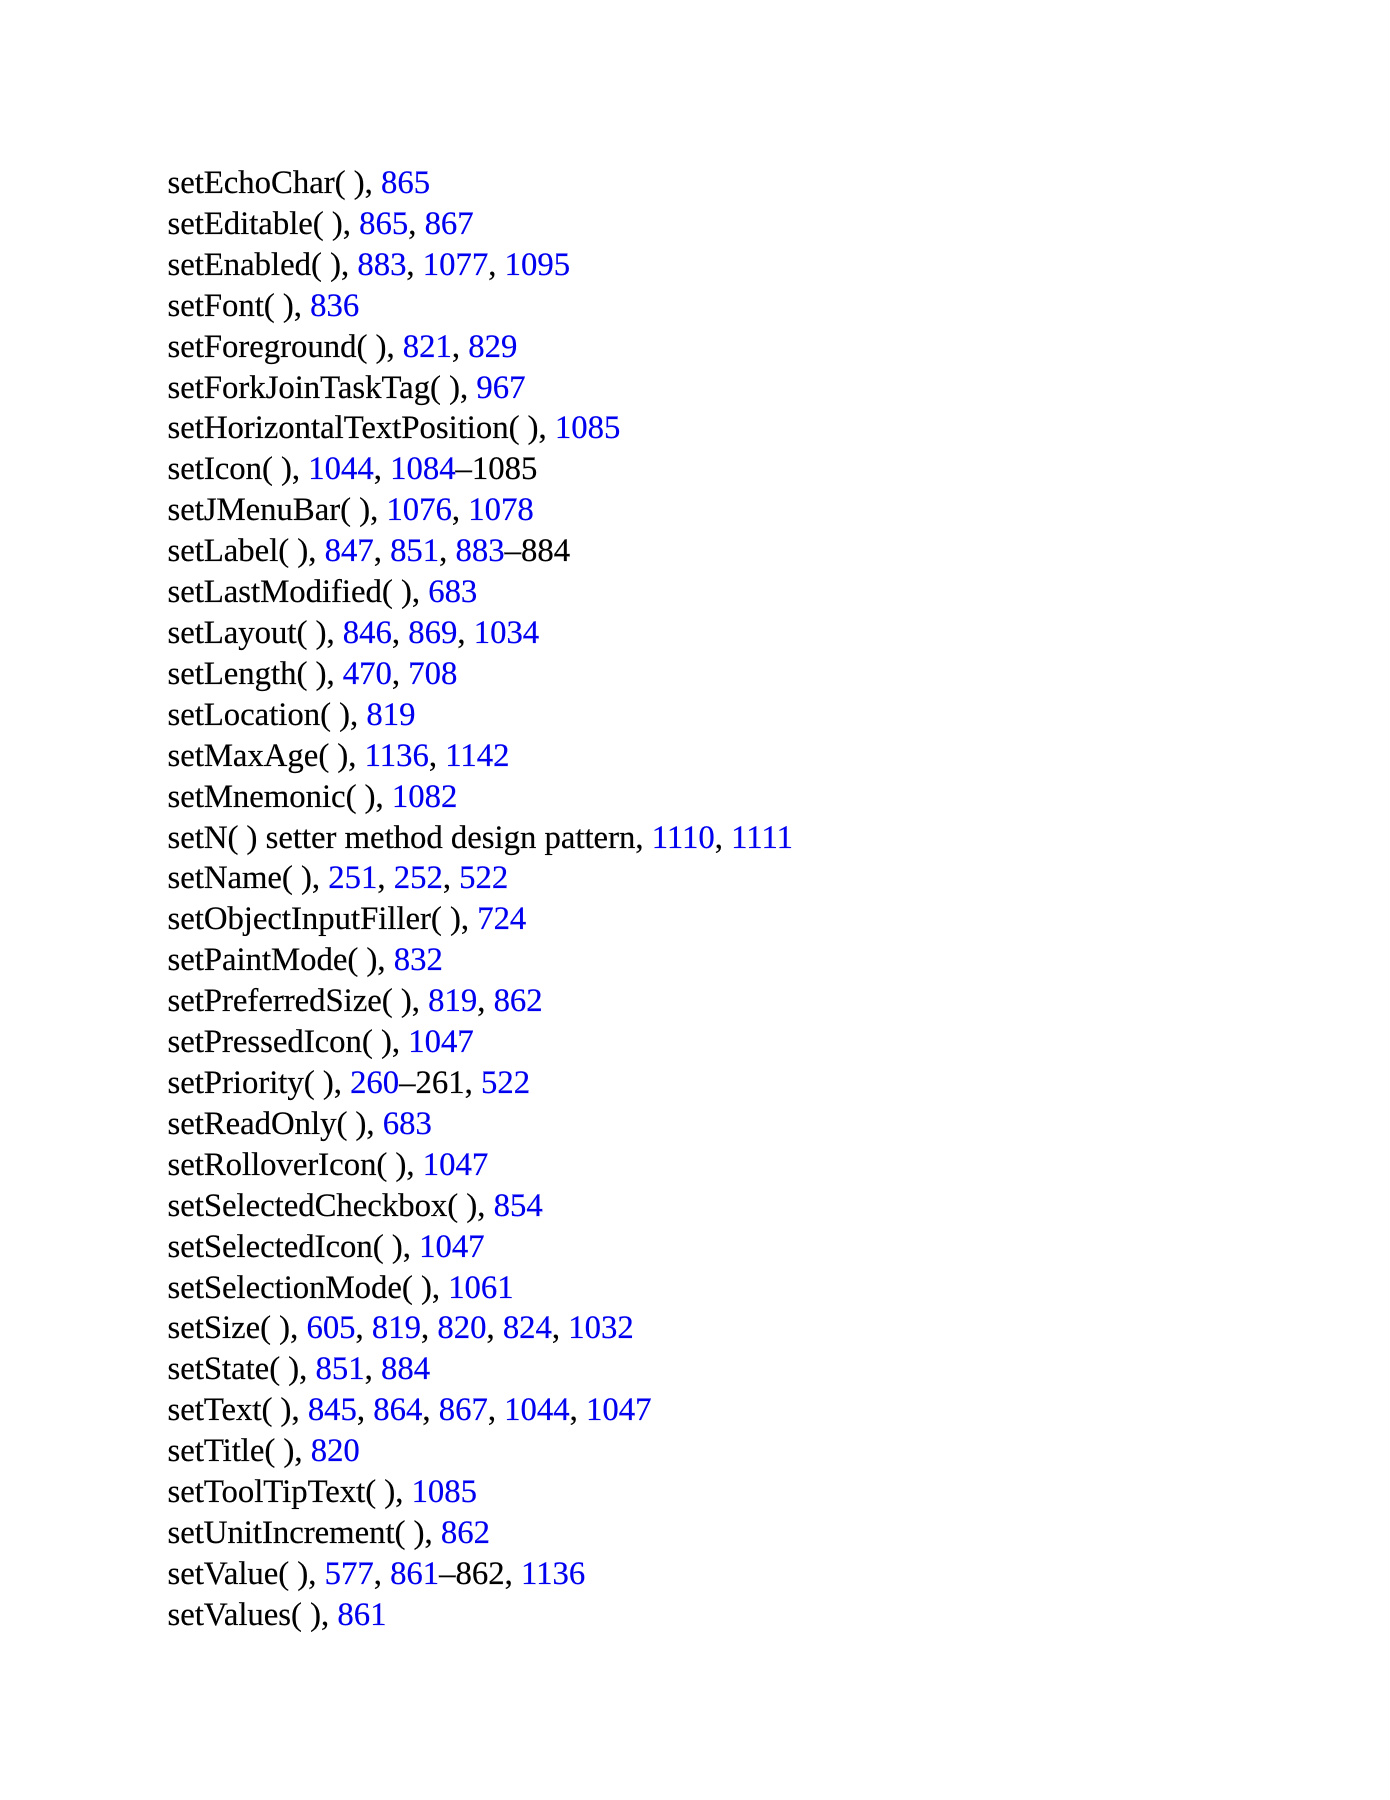 setEchoChar( ), 865
setEditable( ), 865, 867
setEnabled( ), 883, 1077, 1095
setFont( ), 836
setForeground( ), 821, 829
setForkJoinTaskTag( ), 967
setHorizontalTextPosition( ), 1085
setIcon( ), 1044, 1084–1085
setJMenuBar( ), 1076, 1078
setLabel( ), 847, 851, 883–884
setLastModified( ), 683
setLayout( ), 846, 869, 1034
setLength( ), 470, 708
setLocation( ), 819
setMaxAge( ), 1136, 1142
setMnemonic( ), 1082
setN( ) setter method design pattern, 1110, 1111
setName( ), 251, 252, 522
setObjectInputFiller( ), 724
setPaintMode( ), 832
setPreferredSize( ), 819, 862
setPressedIcon( ), 1047
setPriority( ), 260–261, 522
setReadOnly( ), 683
setRolloverIcon( ), 1047
setSelectedCheckbox( ), 854
setSelectedIcon( ), 1047
setSelectionMode( ), 1061
setSize( ), 605, 819, 820, 824, 1032
setState( ), 851, 884
setText( ), 845, 864, 867, 1044, 1047
setTitle( ), 820
setToolTipText( ), 1085
setUnitIncrement( ), 862
setValue( ), 577, 861–862, 1136
setValues( ), 861